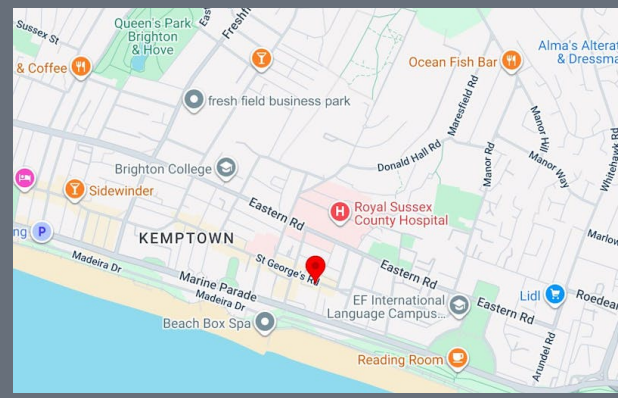 Sussex St
Queen's Park
Brighton
& Hove
& Coffee
fresh field business park
Ocean Fish Bar
Alma's Alterat
& Dressma
Maresfield Rd
Donald Hall Rd
Manor Rd
Manor Hill
Manor Way
Whitehawk Rd
Brighton College
Sidewinder
Eastern Rd
H
Royal Sussex
County Hospital
Marlow
ng
P
KEMPTOWN
Madeira Dr
St George's Rd
Marine Parade
Madeira Dr
Eastern Rd
EF International
Language Campus...
Eastern Rd
Lidl
Roedea
Beach Box Spa
Reading Room
Arundel Rd